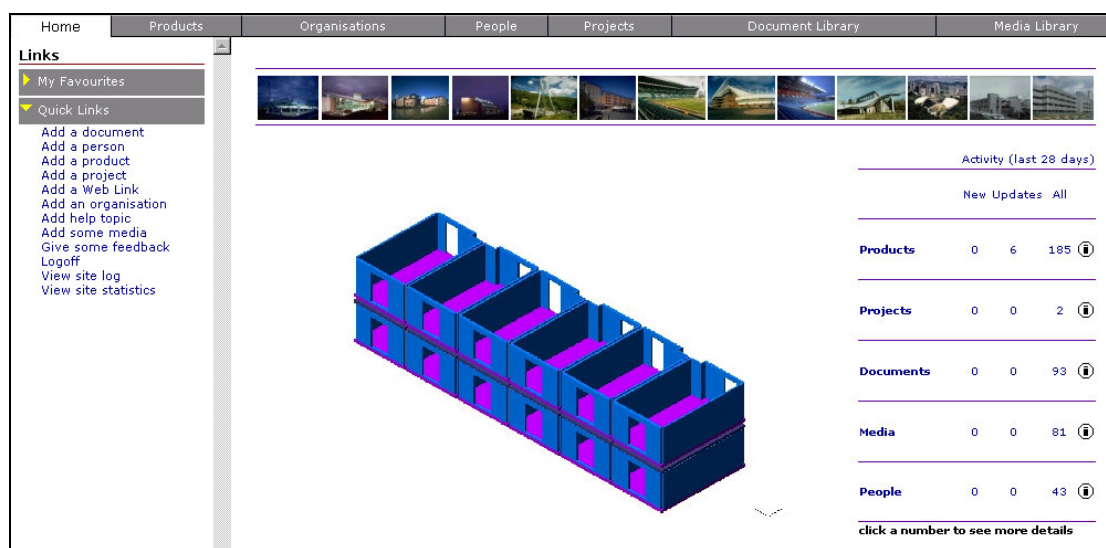 Home Products Organisations People Projects Document Library Media Library
Links
My Favourites
Quick Links
Add a document
Add a person
Add a product
Add a project
Add a Web Link
Add an organisation
Add help topic
Add some media
Give some feedback
Logoff
View site log
View site statistics
Activity (last 28 days)
New Updates All
Products 0 6 185
Projects 0 0 2
Documents 0 0 93
Media 0 0 81
People 0 0 43
click a number to see more details